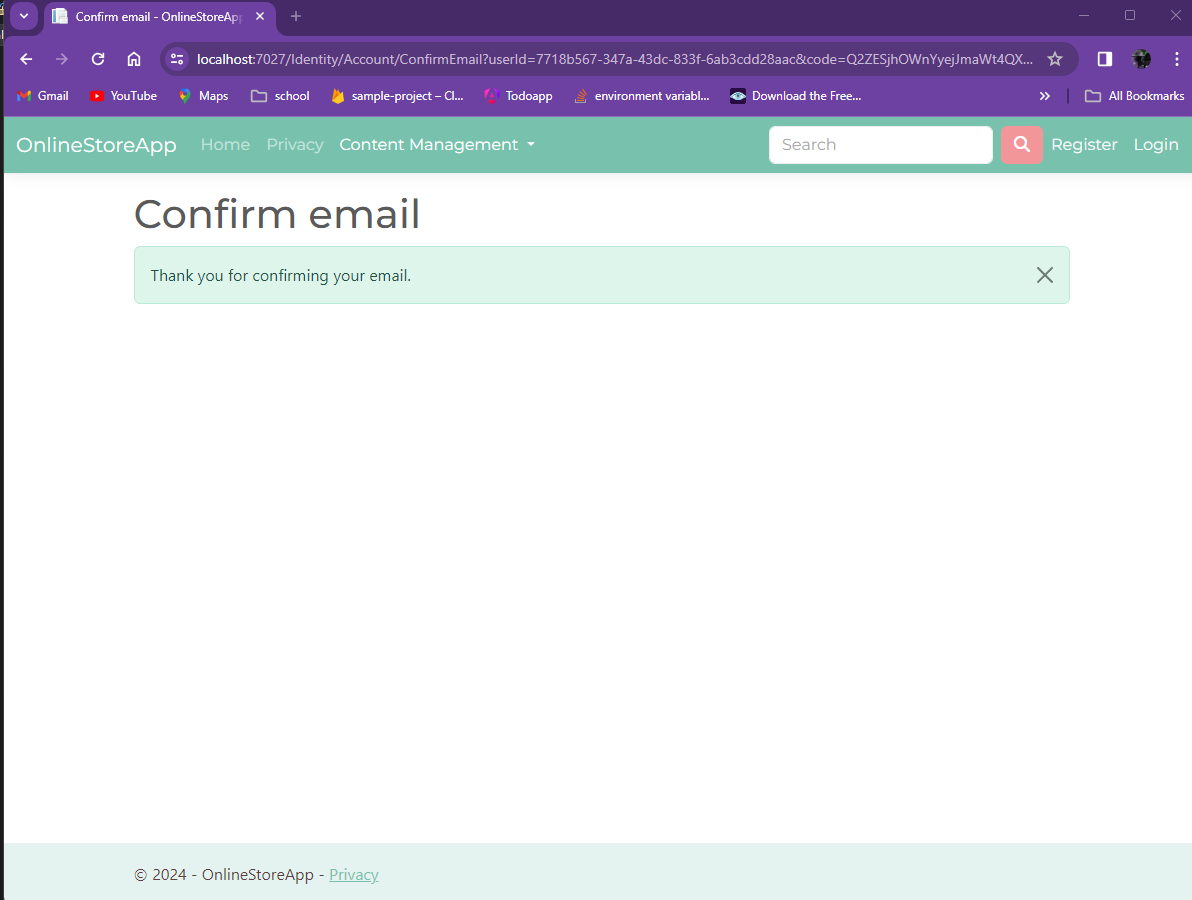 Confirm email - OnlineStoreApp
localhost:7027/Identity/Account/ConfirmEmail?userId=7718b567-347a-43dc-833f-6ab3cdd28aac&code=Q2ZESjhOWnYyejJmaWt4QX...
Gmail YouTube Maps school sample-project – Cl... Todoapp environment variabl... Download the Free... All Bookmarks
OnlineStoreApp Home Privacy Content Management Search Register Login
Confirm email
Thank you for confirming your email.
© 2024 - OnlineStoreApp - Privacy